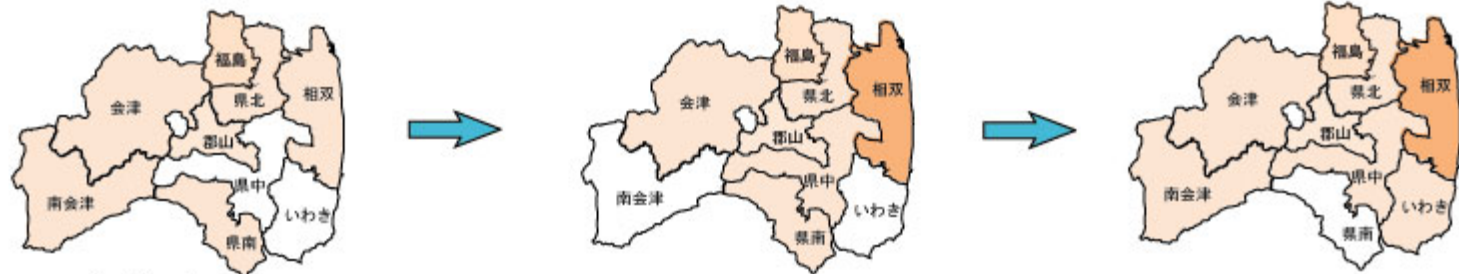 福島
県北
相双
会津
郡山
県中
南会津
いわき
県南
福島
県北
相双
会津
郡山
県中
南会津
いわき
県南
福島
県北
相双
会津
郡山
県中
南会津
いわき
県南